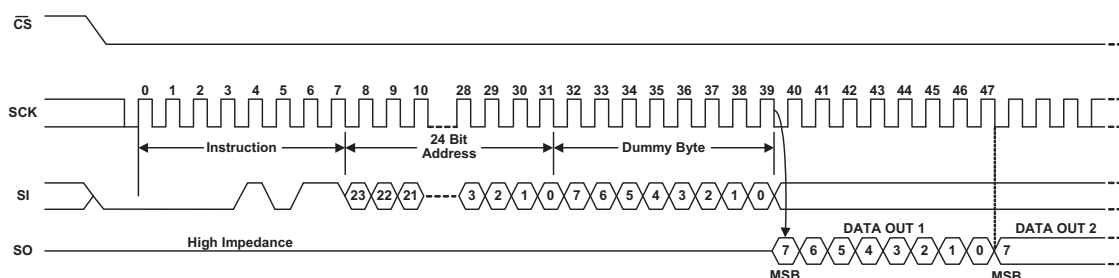 CS
0 1 2 3 4 5 6 7 8 9 10 28 29 30 31 32 33 34 35 36 37 38 39 40 41 42 43 44 45 46 47
SCK
Instruction
24 Bit
Address
Dummy Byte
SI
23 22 21 3 2 1 0 7 6 5 4 3 2 1 0
DATA OUT 1
DATA OUT 2
High Impedance
SO
7 6 5 4 3 2 1 0 7
MSB
MSB